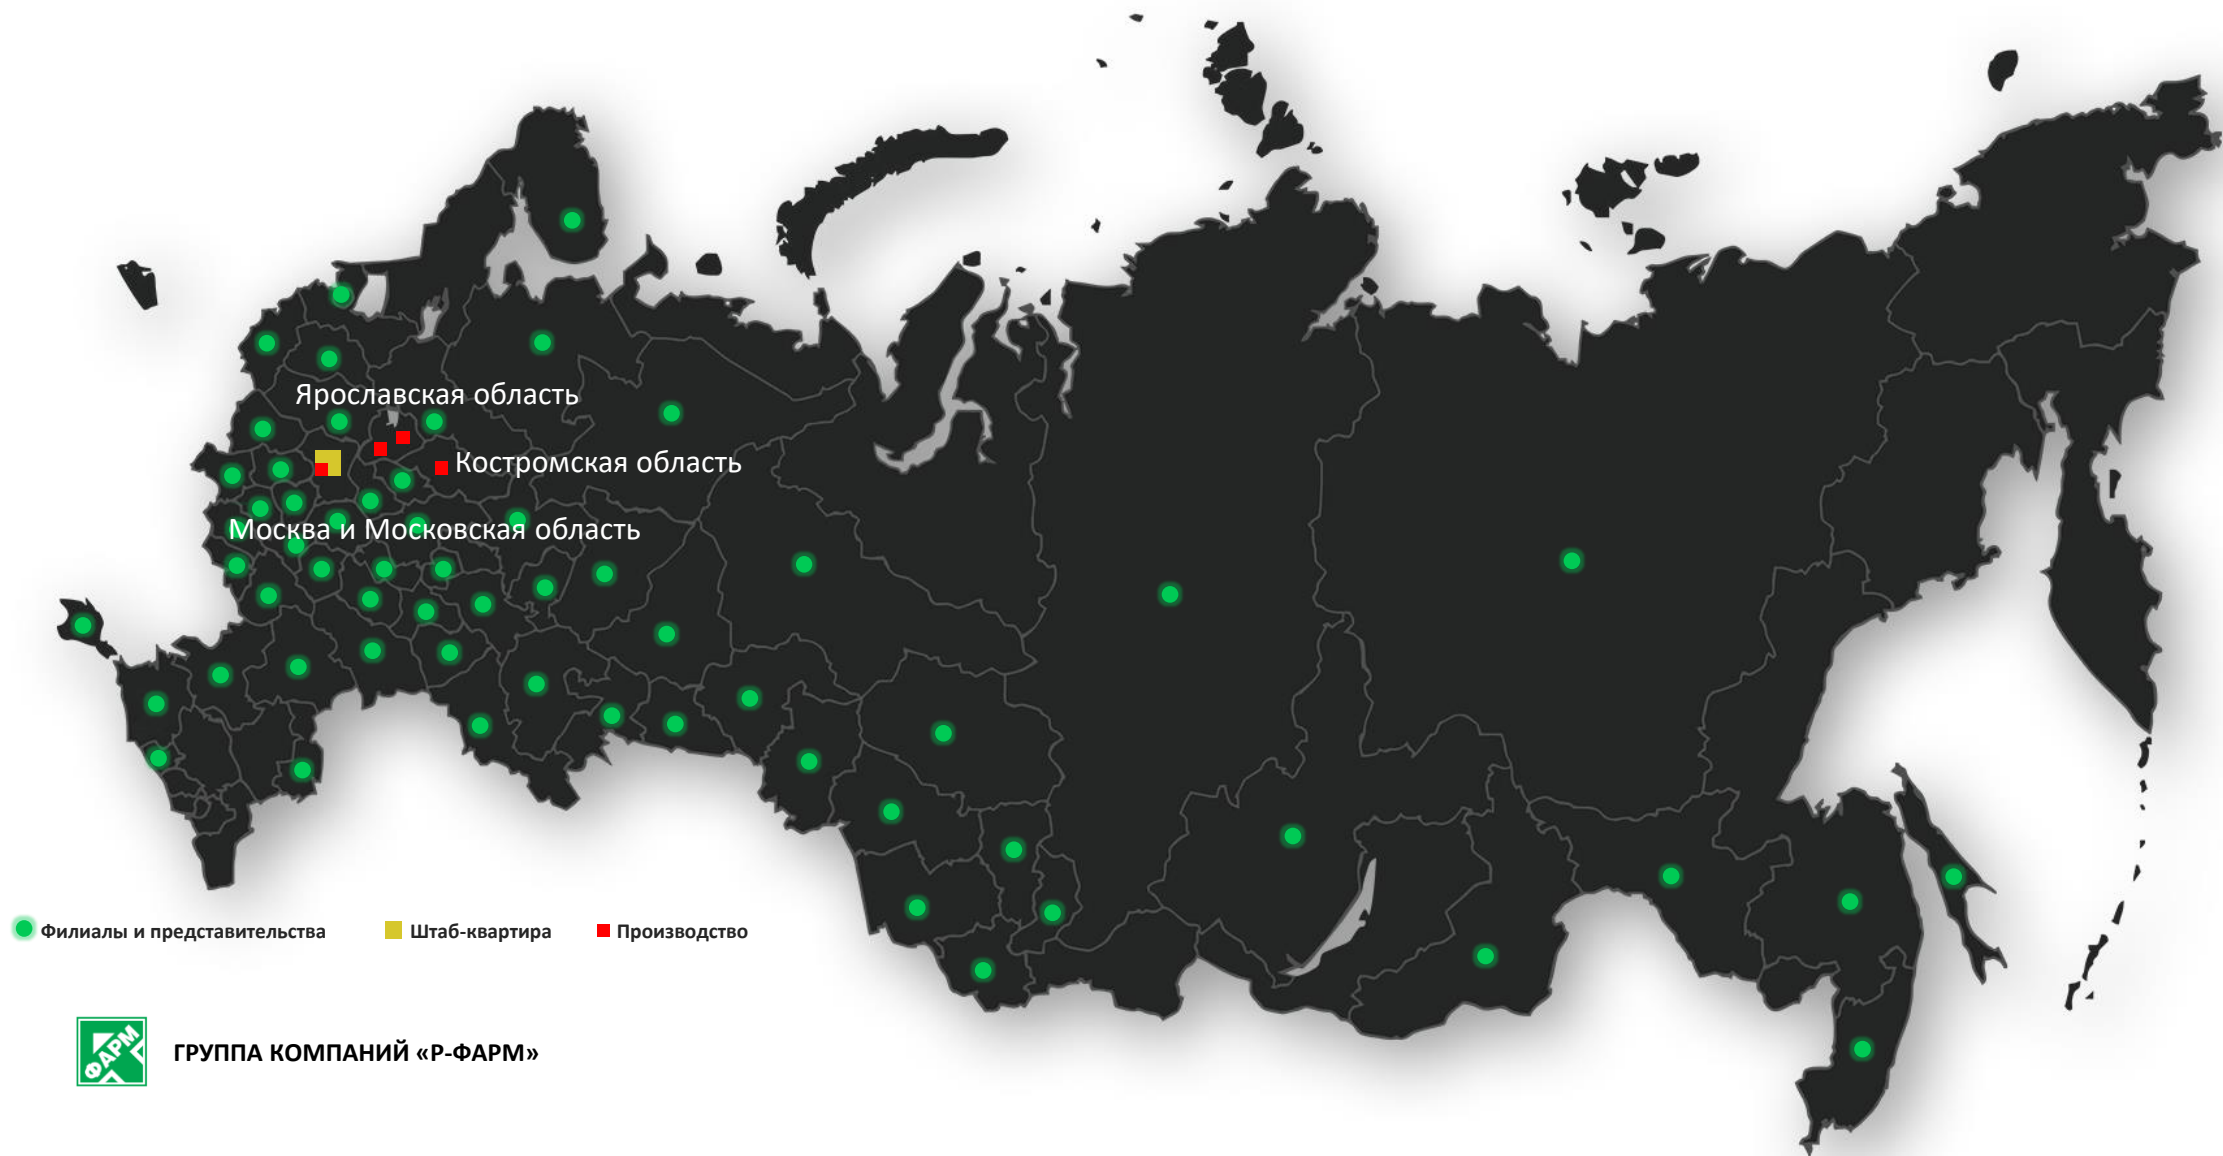 Ярославская область
Костромская область
Москва и Московская область
Филиалы и представительства
Штаб-квартира
Производство
ФАРМ
ГРУППА КОМПАНИЙ «Р-ФАРМ»